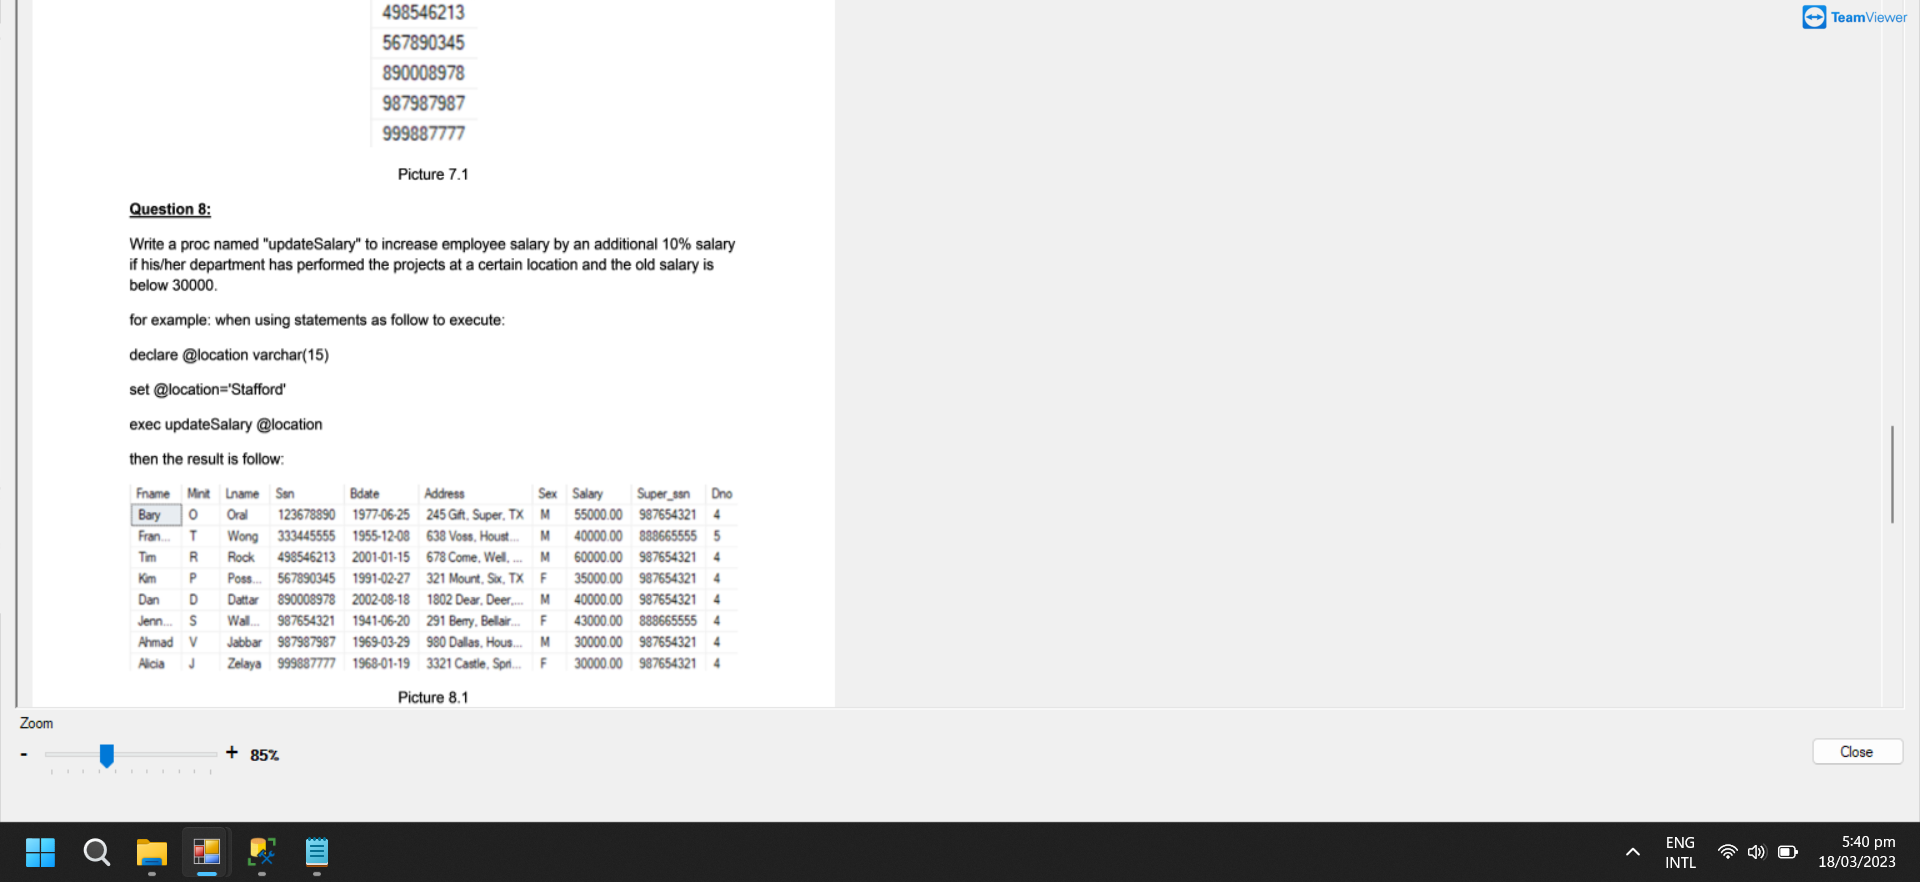 TeamViewer
498546213
567890345
890008978
987987987
999887777
Picture 7.1
Question 8:
Write a proc named "updateSalary" to increase employee salary by an additional 10% salary
if his/her department has performed the projects at a certain location and the old salary is
below 30000.
for example: when using statements as follow to execute:
declare @location varchar(15)
set @location='Stafford'
exec updateSalary @location
then the result is follow:
Fname Minit Lname Ssn Bdate Address Sex Salary Super_ssn Dno
Bary O Oral 123678890 1977-06-25 245 Gift, Super, TX M 55000.00 987654321 4
Fran... T Wong 333445555 1955-12-08 638 Voss, Houst... M 40000.00 888665555 5
Tim R Rock 498546213 2001-01-15 678 Come, Well, ... M 60000.00 987654321 4
Kim P Poss... 567890345 1991-02-27 321 Mount, Six, TX F 35000.00 987654321 4
Dan D Dattar 890008978 2002-08-18 1802 Dear, Deer,... M 40000.00 987654321 4
Jenn... S Wall... 987654321 1941-06-20 291 Berry, Bellair... F 43000.00 888665555 4
Ahmad V Jabbar 987987987 1969-03-29 980 Dallas, Hous... M 30000.00 987654321 4
Alicia J Zelaya 999887777 1968-01-19 3321 Castle, Spri... F 30000.00 987654321 4
Picture 8.1
Zoom
- + 85%
Close
ENG
INTL
5:40 pm
18/03/2023